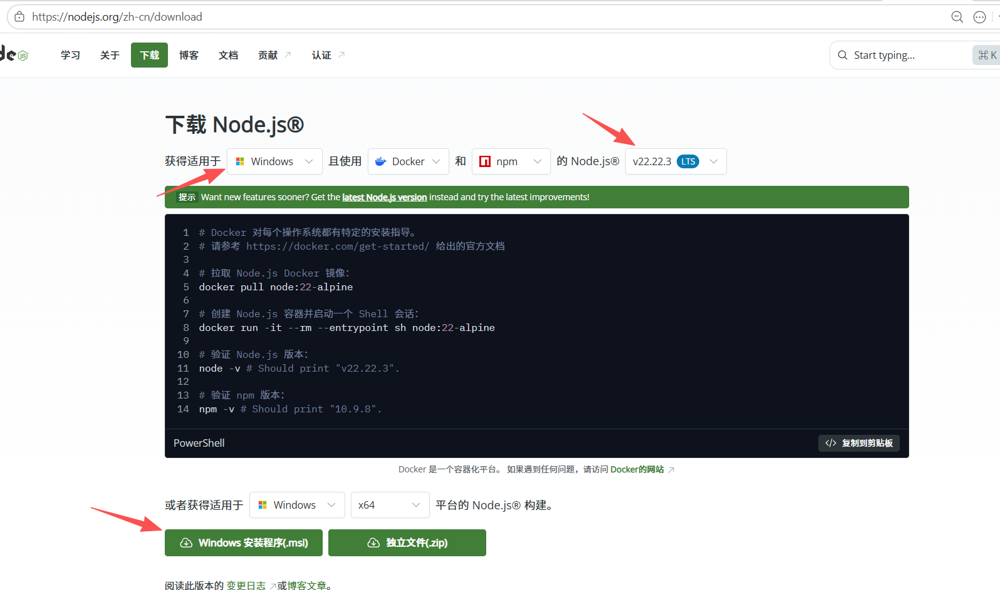 https://nodejs.org/zh-cn/download
de JS 学习 关于 下载 博客 文档 贡献 认证 Start typing... ⌘ K
下载 Node.js®
获得适用于 Windows 且使用 Docker 和 npm 的 Node.js® v22.22.3 LTS
提示 Want new features sooner? Get the latest Node.js version instead and try the latest improvements!
1 # Docker 对每个操作系统都有特定的安装指导。
2 # 请参考 https://docker.com/get-started/ 给出的官方文档
3
4 # 拉取 Node.js Docker 镜像：
5 docker pull node:22-alpine
6
7 # 创建 Node.js 容器并启动一个 Shell 会话：
8 docker run -it --rm --entrypoint sh node:22-alpine
9
10 # 验证 Node.js 版本：
11 node -v # Should print "v22.22.3".
12
13 # 验证 npm 版本：
14 npm -v # Should print "10.9.8".
PowerShell </> 复制到剪贴板
Docker 是一个容器化平台。 如果遇到任何问题，请访问 Docker的网站
或者获得适用于 Windows x64 平台的 Node.js® 构建。
Windows 安装程序(.msi) 独立文件(.zip)
阅读此版本的 变更日志 或博客文章。